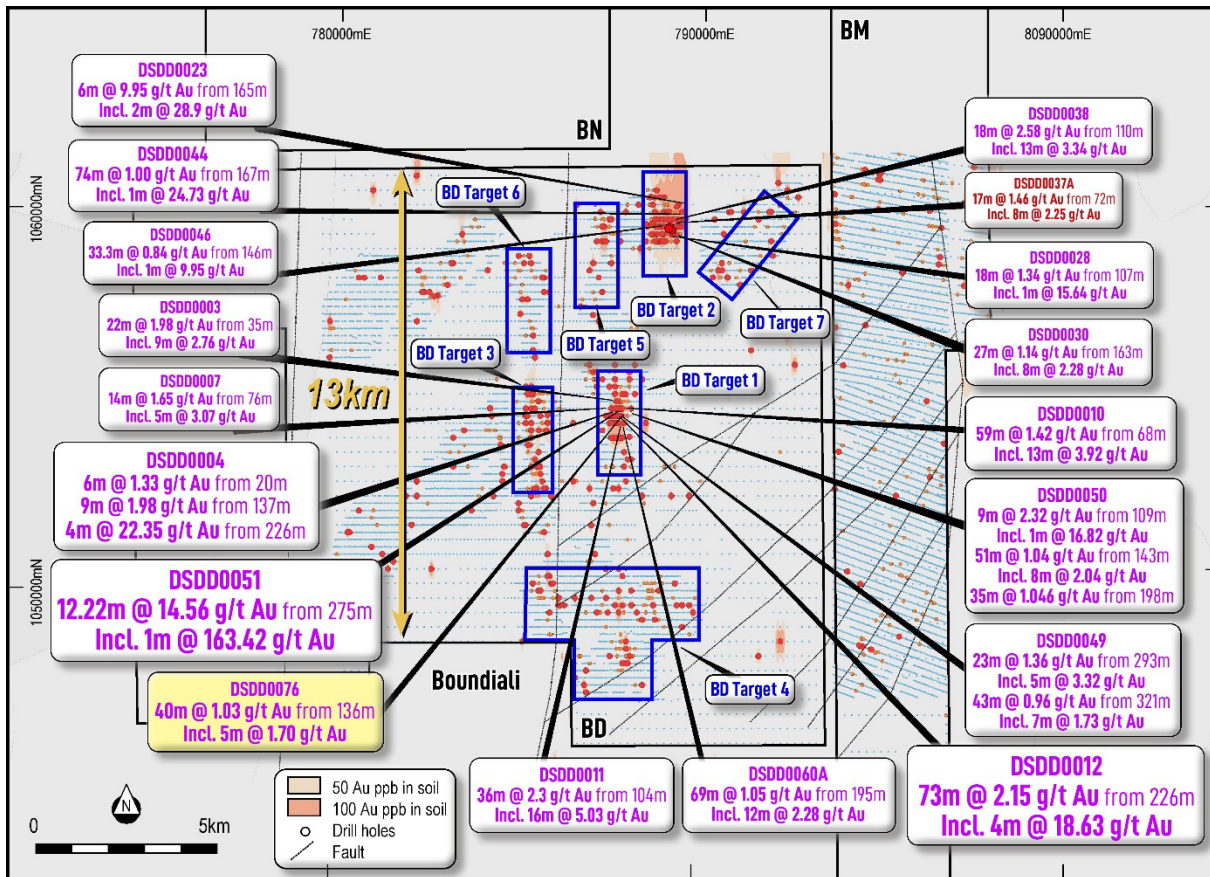 780000mE
790000mE
8090000mE
BM
BN
1060000mN
1050000mN
DSDD0023
6m @ 9.95 g/t Au from 165m
Incl. 2m @ 28.9 g/t Au
DSDD0044
74m @ 1.00 g/t Au from 167m
Incl. 1m @ 24.73 g/t Au
DSDD0046
33.3m @ 0.84 g/t Au from 146m
Incl. 1m @ 9.95 g/t Au
DSDD0003
22m @ 1.98 g/t Au from 35m
Incl. 9m @ 2.76 g/t Au
DSDD0007
14m @ 1.65 g/t Au from 76m
Incl. 5m @ 3.07 g/t Au
DSDD0004
6m @ 1.33 g/t Au from 20m
9m @ 1.98 g/t Au from 137m
4m @ 22.35 g/t Au from 226m
DSDD0051
12.22m @ 14.56 g/t Au from 275m
Incl. 1m @ 163.42 g/t Au
DSDD0076
40m @ 1.03 g/t Au from 136m
Incl. 5m @ 1.70 g/t Au
BD Target 6
BD Target 2
BD Target 7
BD Target 5
BD Target 3
BD Target 1
13km
BD Target 4
Boundiali
BD
DSDD0038
18m @ 2.58 g/t Au from 110m
Incl. 13m @ 3.34 g/t Au
DSDD0037A
17m @ 1.46 g/t Au from 72m
Incl. 8m @ 2.25 g/t Au
DSDD0028
18m @ 1.34 g/t Au from 107m
Incl. 1m @ 15.64 g/t Au
DSDD0030
27m @ 1.14 g/t Au from 163m
Incl. 8m @ 2.28 g/t Au
DSDD0010
59m @ 1.42 g/t Au from 68m
Incl. 13m @ 3.92 g/t Au
DSDD0050
9m @ 2.32 g/t Au from 109m
Incl. 1m @ 16.82 g/t Au
51m @ 1.04 g/t Au from 143m
Incl. 8m @ 2.04 g/t Au
35m @ 1.046 g/t Au from 198m
DSDD0049
23m @ 1.36 g/t Au from 293m
Incl. 5m @ 3.32 g/t Au
43m @ 0.96 g/t Au from 321m
Incl. 7m @ 1.73 g/t Au
DSDD0012
73m @ 2.15 g/t Au from 226m
Incl. 4m @ 18.63 g/t Au
DSDD0011
36m @ 2.3 g/t Au from 104m
Incl. 16m @ 5.03 g/t Au
DSDD0060A
69m @ 1.05 g/t Au from 195m
Incl. 12m @ 2.28 g/t Au
N
0
5km
50 Au ppb in soil
100 Au ppb in soil
Drill holes
Fault